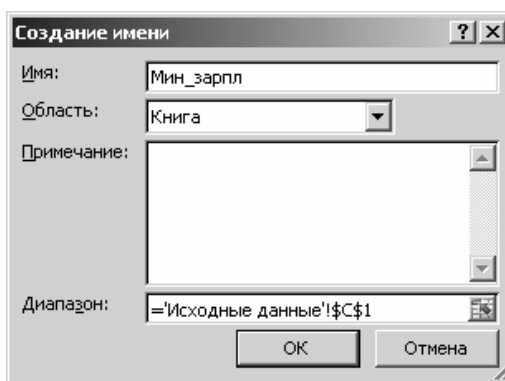 Создание имени
Имя: Мин_зарпл
Область: Книга
Примечание:
Диапазон: ='Исходные данные'!$C$1
ОК Отмена